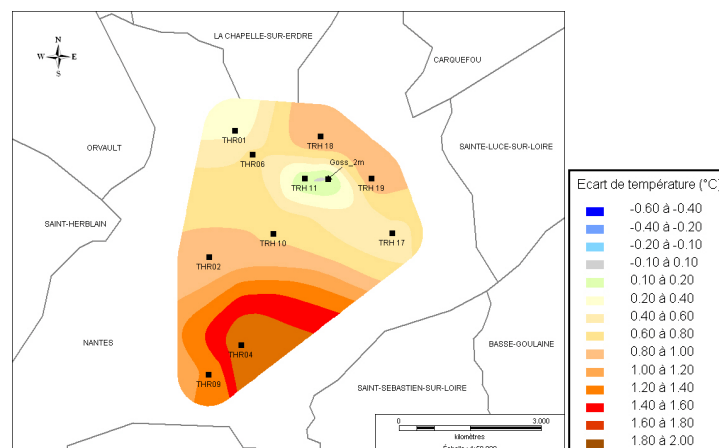 LA CHAPELLE-SUR-ERDRE
N
W E
S
CARQUEFOU
THR01
TRH 18
ORVAULT
SAINTE-LUCE-SUR-LOIRE
THR06
Goss_2m
TRH 11
TRH 19
Ecart de température (°C)
-0.60 à -0.40
-0.40 à -0.20
-0.20 à -0.10
-0.10 à 0.10
0.10 à 0.20
0.20 à 0.40
0.40 à 0.60
0.60 à 0.80
0.80 à 1.00
1.00 à 1.20
1.20 à 1.40
1.40 à 1.60
1.60 à 1.80
1.80 à 2.00
SAINT-HERBLAIN
TRH 10
TRH 17
THR02
NANTES
THR04
BASSE-GOULAINE
THR09
SAINT-SEBASTIEN-SUR-LOIRE
0 3.000
kilomètres